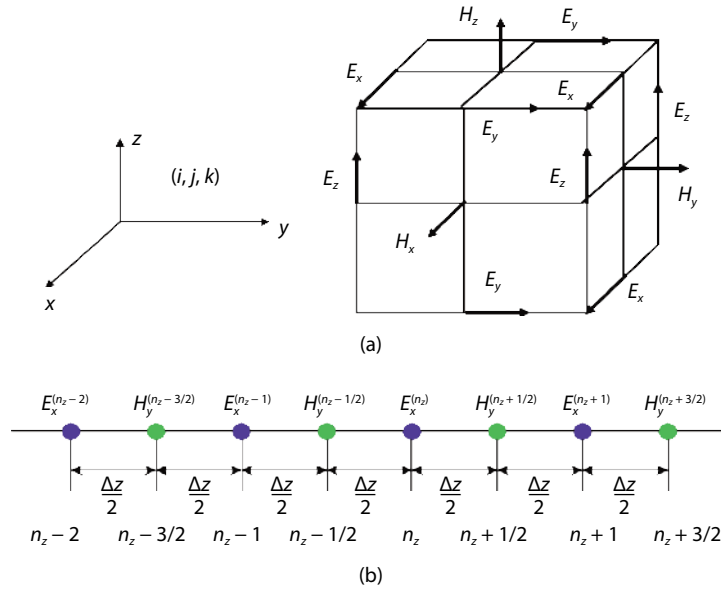 H_z
E_y
E_x
E_x
z
E_y
E_z
(i, j, k)
E_z
E_z
y
H_y
H_x
x
E_y
E_x
(a)
E_x^(n_z − 2) H_y^(n_z − 3/2) E_x^(n_z − 1) H_y^(n_z − 1/2) E_x^(n_z) H_y^(n_z + 1/2) E_x^(n_z + 1) H_y^(n_z + 3/2)
Δz/2 Δz/2 Δz/2 Δz/2 Δz/2 Δz/2 Δz/2
n_z − 2 n_z − 3/2 n_z − 1 n_z − 1/2 n_z n_z + 1/2 n_z + 1 n_z + 3/2
(b)